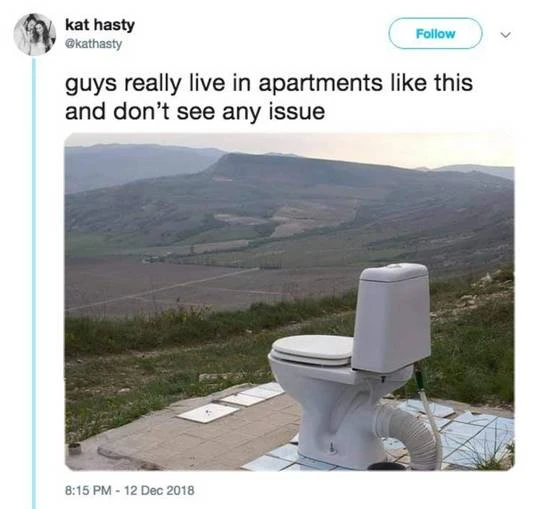 kat hasty
@kathasty
Follow
guys really live in apartments like this
and don’t see any issue
8:15 PM - 12 Dec 2018